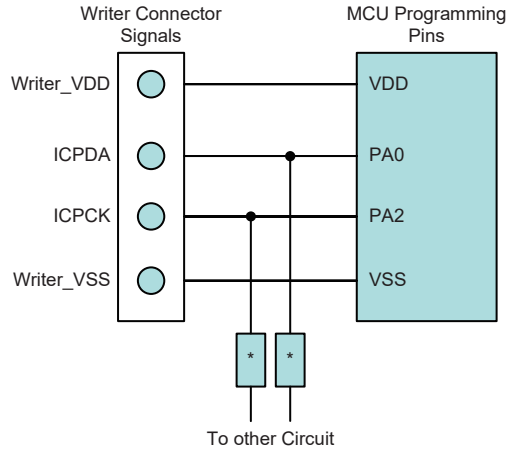 Writer Connector
Signals
MCU Programming
Pins
Writer_VDD
VDD
ICPDA
PA0
ICPCK
PA2
Writer_VSS
VSS
*
*
To other Circuit